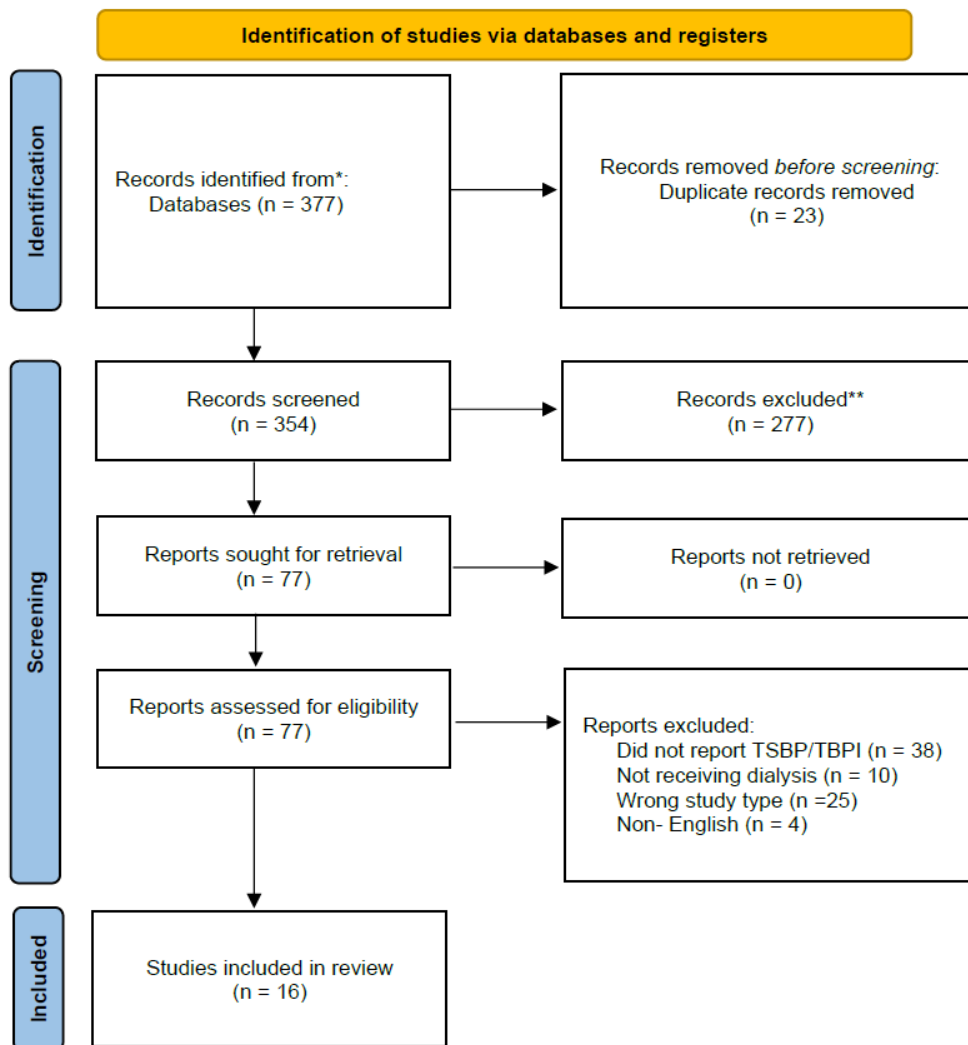 Identification of studies via databases and registers
Identification
Records identified from*:
Databases (n = 377)
Records removed before screening:
Duplicate records removed
(n = 23)
Screening
Records screened
(n = 354)
Records excluded**
(n = 277)
Reports sought for retrieval
(n = 77)
Reports not retrieved
(n = 0)
Reports assessed for eligibility
(n = 77)
Reports excluded:
Did not report TSBP/TBPI (n = 38)
Not receiving dialysis (n = 10)
Wrong study type (n =25)
Non- English (n = 4)
Included
Studies included in review
(n = 16)